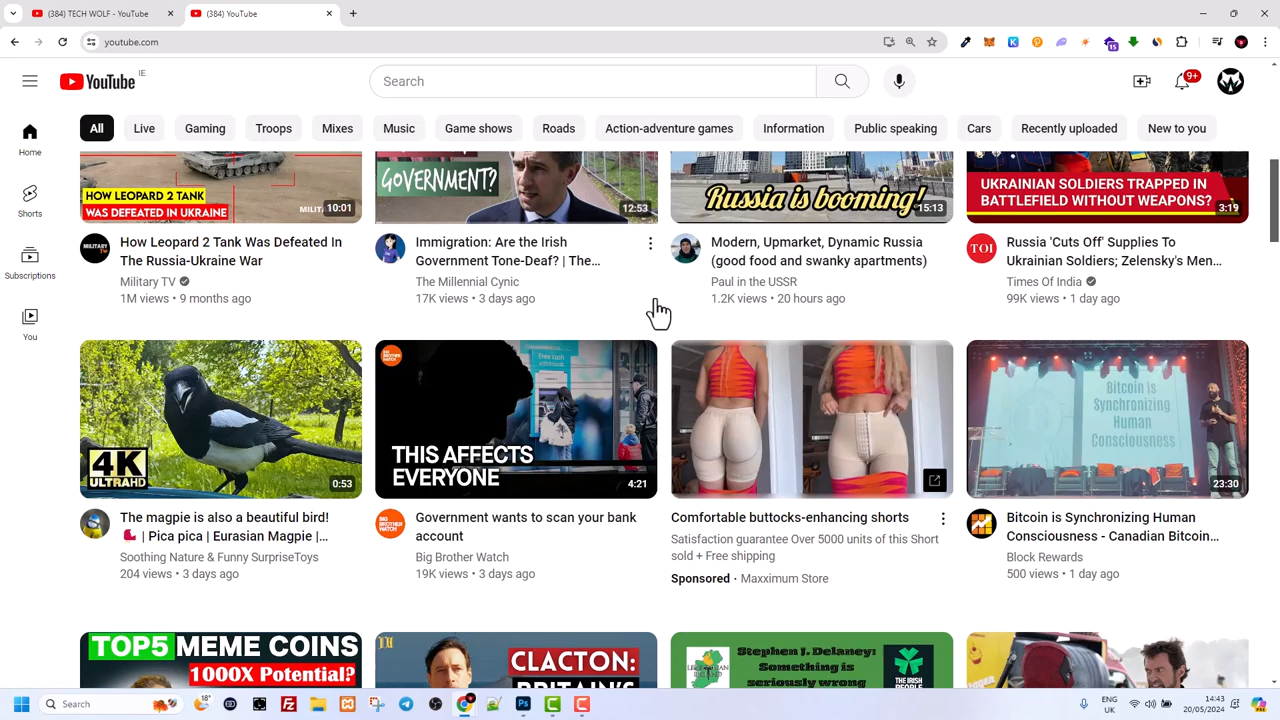 (384) TECH WOLF - YouTube
(384) YouTube
youtube.com
15
YouTube IE
Search
9+
Home
Shorts
Subscriptions
You
All Live Gaming Troops Mixes Music Game shows Roads Action-adventure games Information Public speaking Cars Recently uploaded New to you
HOW LEOPARD 2 TANK
WAS DEFEATED IN UKRAINE
10:01
GOVERNMENT?
12:53
Russia is booming!
15:13
UKRAINIAN SOLDIERS TRAPPED IN
BATTLEFIELD WITHOUT WEAPONS?
3:19
MILITARY TV
How Leopard 2 Tank Was Defeated In
The Russia-Ukraine War
Military TV
1M views • 9 months ago
Immigration: Are the Irish
Government Tone-Deaf? | The...
The Millennial Cynic
17K views • 3 days ago
Modern, Upmarket, Dynamic Russia
(good food and swanky apartments)
Paul in the USSR
1.2K views • 20 hours ago
TOI
Russia 'Cuts Off' Supplies To
Ukrainian Soldiers; Zelensky's Men...
Times Of India
99K views • 1 day ago
4K
ULTRAHD
0:53
BIG
BROTHER
WATCH
THIS AFFECTS
EVERYONE
4:21
Bitcoin Is
Synchronizing
Human
Consciousness
23:30
The magpie is also a beautiful bird!
| Pica pica | Eurasian Magpie |...
Soothing Nature & Funny SurpriseToys
204 views • 3 days ago
BIG
BROTHER
WATCH
Government wants to scan your bank
account
Big Brother Watch
19K views • 3 days ago
Comfortable buttocks-enhancing shorts
Satisfaction guarantee Over 5000 units of this Short
sold + Free shipping
Sponsored · Maxximum Store
Bitcoin is Synchronizing Human
Consciousness - Canadian Bitcoin...
Block Rewards
500 views • 1 day ago
TOP5 MEME COINS
1000X Potential?
CLACTON:
Stephen J. Delaney:
Something is
seriously wrong
Search
18°
ENG
UK
14:43
20/05/2024